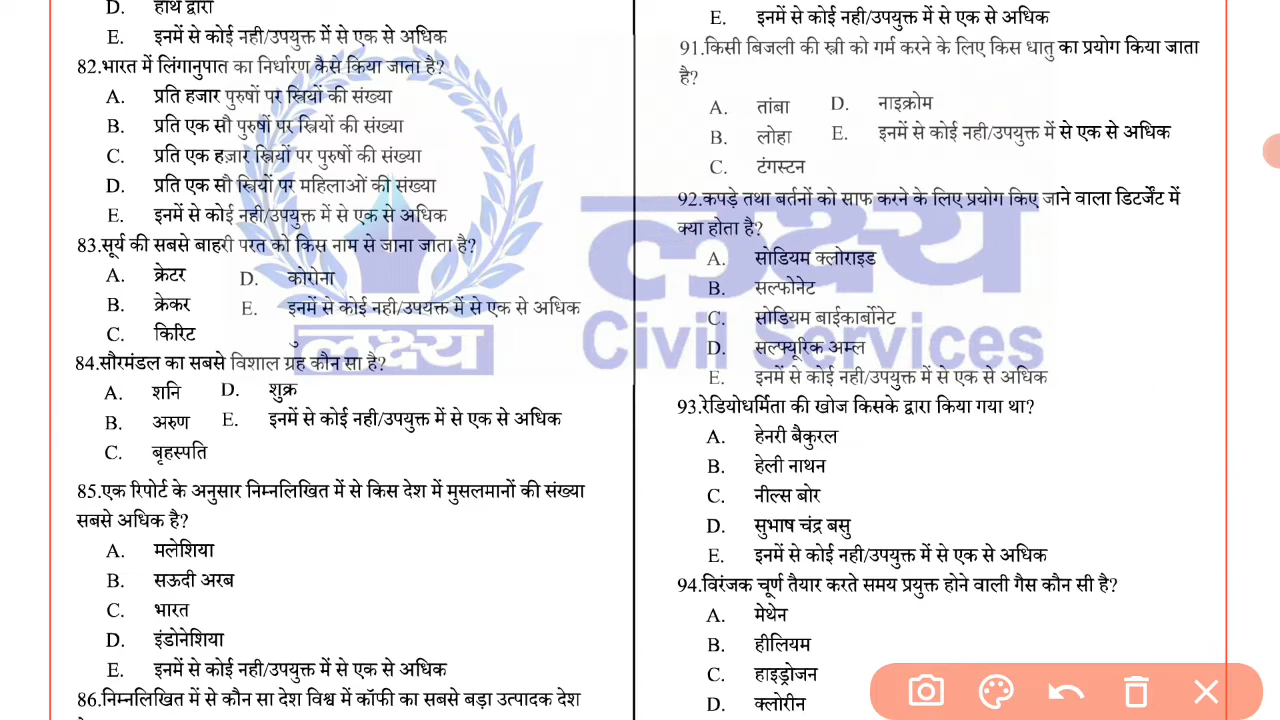 D. हाथ द्वारा
E. इनमें से कोई नही/उपयुक्त में से एक से अधिक
82.भारत में लिंगानुपात का निर्धारण कैसे किया जाता है?
A. प्रति हजार पुरुषों पर स्त्रियों की संख्या
B. प्रति एक सौ पुरुषों पर स्त्रियों की संख्या
C. प्रति एक हज़ार स्त्रियों पर पुरुषों की संख्या
D. प्रति एक सौ स्त्रियों पर महिलाओं की संख्या
E. इनमें से कोई नही/उपयुक्त में से एक से अधिक
83.सूर्य की सबसे बाहरी परत को किस नाम से जाना जाता है?
A. क्रेटर D. कोरोना
B. क्रेकर E. इनमें से कोई नही/उपयुक्त में से एक से अधिक
C. किरिट
84.सौरमंडल का सबसे विशाल ग्रह कौन सा है?
A. शनि D. शुक्र
B. अरुण E. इनमें से कोई नही/उपयुक्त में से एक से अधिक
C. बृहस्पति
85.एक रिपोर्ट के अनुसार निम्नलिखित में से किस देश में मुसलमानों की संख्या
सबसे अधिक है?
A. मलेशिया
B. सऊदी अरब
C. भारत
D. इंडोनेशिया
E. इनमें से कोई नही/उपयुक्त में से एक से अधिक
86.निम्नलिखित में से कौन सा देश विश्व में कॉफी का सबसे बड़ा उत्पादक देश
E. इनमें से कोई नही/उपयुक्त में से एक से अधिक
91.किसी बिजली की स्त्री को गर्म करने के लिए किस धातु का प्रयोग किया जाता
है?
A. तांबा D. नाइक्रोम
B. लोहा E. इनमें से कोई नही/उपयुक्त में से एक से अधिक
C. टंगस्टन
92.कपड़े तथा बर्तनों को साफ करने के लिए प्रयोग किए जाने वाला डिटर्जेंट में
क्या होता है?
A. सोडियम क्लोराइड
B. सल्फोनेट
C. सोडियम बाईकार्बोनेट
D. सल्फ्यूरिक अम्ल
E. इनमें से कोई नही/उपयुक्त में से एक से अधिक
93.रेडियोधर्मिता की खोज किसके द्वारा किया गया था?
A. हेनरी बैकुरल
B. हेली नाथन
C. नील्स बोर
D. सुभाष चंद्र बसु
E. इनमें से कोई नही/उपयुक्त में से एक से अधिक
94.विरंजक चूर्ण तैयार करते समय प्रयुक्त होने वाली गैस कौन सी है?
A. मेथेन
B. हीलियम
C. हाइड्रोजन
D. क्लोरीन
लक्ष्य
लक्ष्य
Civil Services